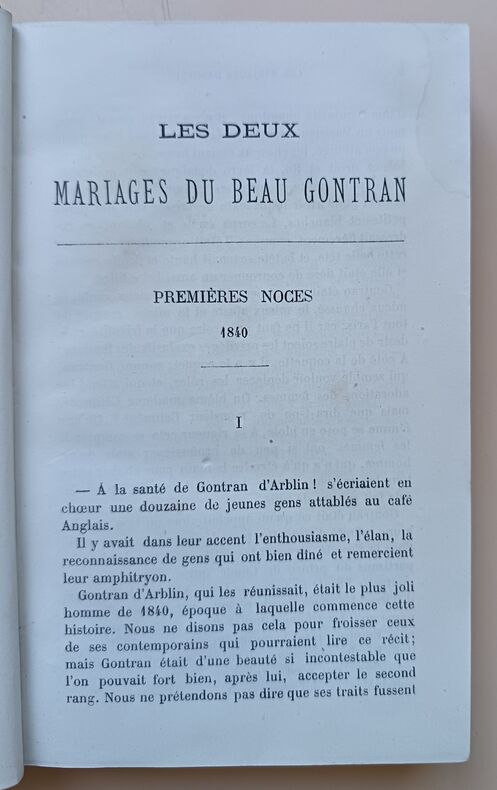 LES DEUX
MARIAGES DU BEAU GONTRAN
PREMIÈRES NOCES
1840
I
— À la santé de Gontran d'Arblin ! s'écriaient en
chœur une douzaine de jeunes gens attablés au café
Anglais.
Il y avait dans leur accent l'enthousiasme, l'élan, la
reconnaissance de gens qui ont bien dîné et remercient
leur amphitryon.
Gontran d'Arblin, qui les réunissait, était le plus joli
homme de 1840, époque à laquelle commence cette
histoire. Nous ne disons pas cela pour froisser ceux
de ses contemporains qui pourraient lire ce récit;
mais Gontran était d'une beauté si incontestable que
l'on pouvait fort bien, après lui, accepter le second
rang. Nous ne prétendons pas dire que ses traits fussent